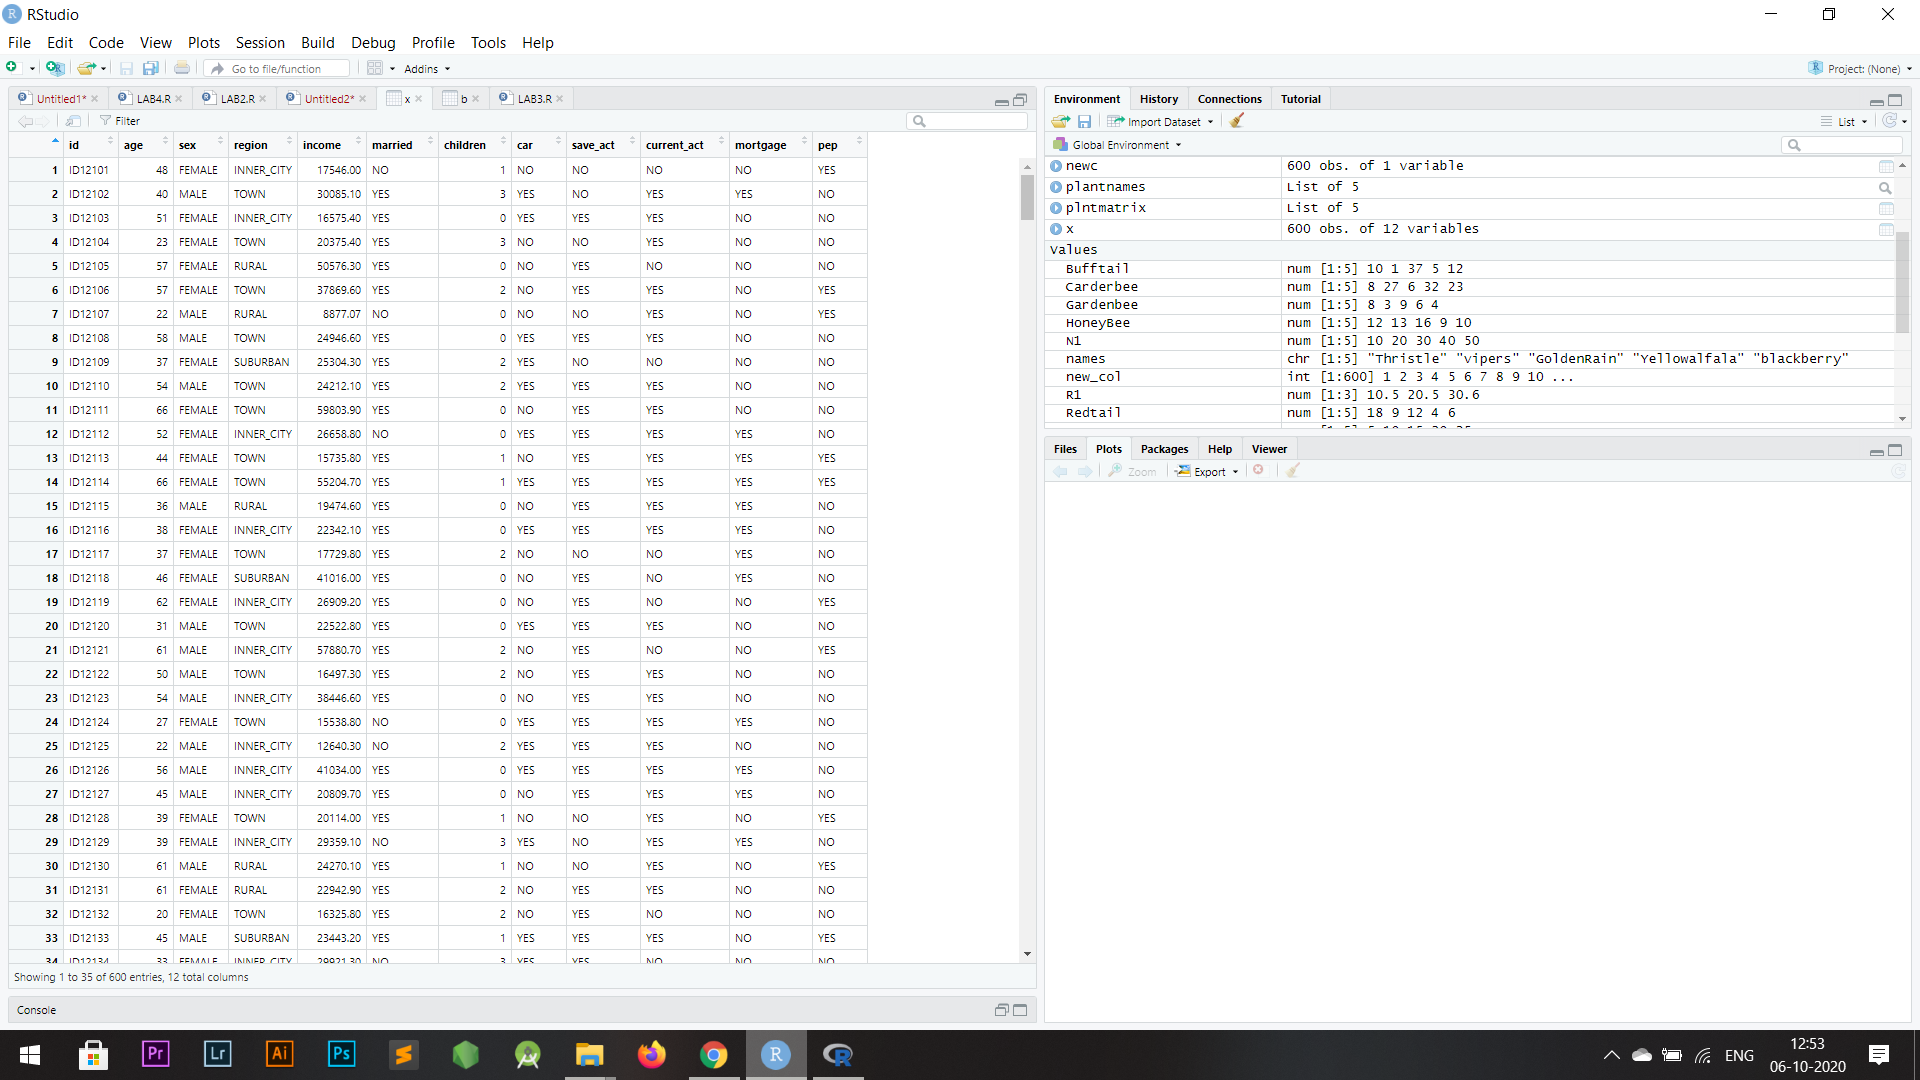 RStudio
File Edit Code View Plots Session Build Debug Profile Tools Help
Go to file/function Addins Project: (None)
Untitled1* LAB4.R LAB2.R Untitled2* x b LAB3.R
Filter
id age sex region income married children car save_act current_act mortgage pep
1 ID12101 48 FEMALE INNER_CITY 17546.00 NO 1 NO NO NO NO YES
2 ID12102 40 MALE TOWN 30085.10 YES 3 YES NO YES YES NO
3 ID12103 51 FEMALE INNER_CITY 16575.40 YES 0 YES YES YES NO NO
4 ID12104 23 FEMALE TOWN 20375.40 YES 3 NO NO YES NO NO
5 ID12105 57 FEMALE RURAL 50576.30 YES 0 NO YES NO NO NO
6 ID12106 57 FEMALE TOWN 37869.60 YES 2 NO YES YES NO YES
7 ID12107 22 MALE RURAL 8877.07 NO 0 NO NO YES NO YES
8 ID12108 58 MALE TOWN 24946.60 YES 0 YES YES YES NO NO
9 ID12109 37 FEMALE SUBURBAN 25304.30 YES 2 YES NO NO NO NO
10 ID12110 54 MALE TOWN 24212.10 YES 2 YES YES YES NO NO
11 ID12111 66 FEMALE TOWN 59803.90 YES 0 NO YES YES NO NO
12 ID12112 52 FEMALE INNER_CITY 26658.80 NO 0 YES YES YES YES NO
13 ID12113 44 FEMALE TOWN 15735.80 YES 1 NO YES YES YES YES
14 ID12114 66 FEMALE TOWN 55204.70 YES 1 YES YES YES YES YES
15 ID12115 36 MALE RURAL 19474.60 YES 0 NO YES YES YES NO
16 ID12116 38 FEMALE INNER_CITY 22342.10 YES 0 YES YES YES YES NO
17 ID12117 37 FEMALE TOWN 17729.80 YES 2 NO NO NO YES NO
18 ID12118 46 FEMALE SUBURBAN 41016.00 YES 0 NO YES NO YES NO
19 ID12119 62 FEMALE INNER_CITY 26909.20 YES 0 NO YES NO NO YES
20 ID12120 31 MALE TOWN 22522.80 YES 0 YES YES YES NO NO
21 ID12121 61 MALE INNER_CITY 57880.70 YES 2 NO YES NO NO YES
22 ID12122 50 MALE TOWN 16497.30 YES 2 NO YES YES NO NO
23 ID12123 54 MALE INNER_CITY 38446.60 YES 0 NO YES YES NO NO
24 ID12124 27 FEMALE TOWN 15538.80 NO 0 YES YES YES YES NO
25 ID12125 22 MALE INNER_CITY 12640.30 NO 2 YES YES YES NO NO
26 ID12126 56 MALE INNER_CITY 41034.00 YES 0 YES YES YES YES NO
27 ID12127 45 MALE INNER_CITY 20809.70 YES 0 NO YES YES YES NO
28 ID12128 39 FEMALE TOWN 20114.00 YES 1 NO NO YES NO YES
29 ID12129 39 FEMALE INNER_CITY 29359.10 NO 3 YES NO YES YES NO
30 ID12130 61 MALE RURAL 24270.10 YES 1 NO NO YES NO YES
31 ID12131 61 FEMALE RURAL 22942.90 YES 2 NO YES YES NO NO
32 ID12132 20 FEMALE TOWN 16325.80 YES 2 NO YES NO NO NO
33 ID12133 45 MALE SUBURBAN 23443.20 YES 1 YES YES YES NO YES
34 ID12134 33 FEMALE INNER_CITY 29921.30 NO 3 YES YES NO NO NO
Showing 1 to 35 of 600 entries, 12 total columns
Console
Environment History Connections Tutorial
Import Dataset List
Global Environment
newc 600 obs. of 1 variable
plantnames List of 5
plntmatrix List of 5
x 600 obs. of 12 variables
Values
Bufftail num [1:5] 10 1 37 5 12
Carderbee num [1:5] 8 27 6 32 23
Gardenbee num [1:5] 8 3 9 6 4
HoneyBee num [1:5] 12 13 16 9 10
N1 num [1:5] 10 20 30 40 50
names chr [1:5] "Thristle" "vipers" "GoldenRain" "Yellowalfala" "blackberry"
new_col int [1:600] 1 2 3 4 5 6 7 8 9 10 ...
R1 num [1:3] 10.5 20.5 30.6
Redtail num [1:5] 18 9 12 4 6
Files Plots Packages Help Viewer
Zoom Export
Pr Lr Ai Ps S R R
ENG
12:53
06-10-2020